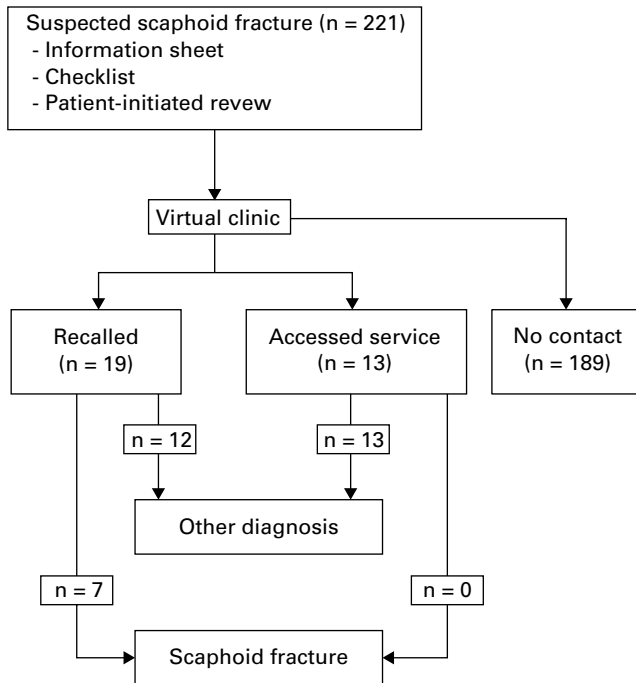 Suspected scaphoid fracture (n = 221)
- Information sheet
- Checklist
- Patient-initiated revew
Virtual clinic
Recalled
(n = 19)
Accessed service
(n = 13)
No contact
(n = 189)
n = 12
n = 13
Other diagnosis
n = 7
n = 0
Scaphoid fracture